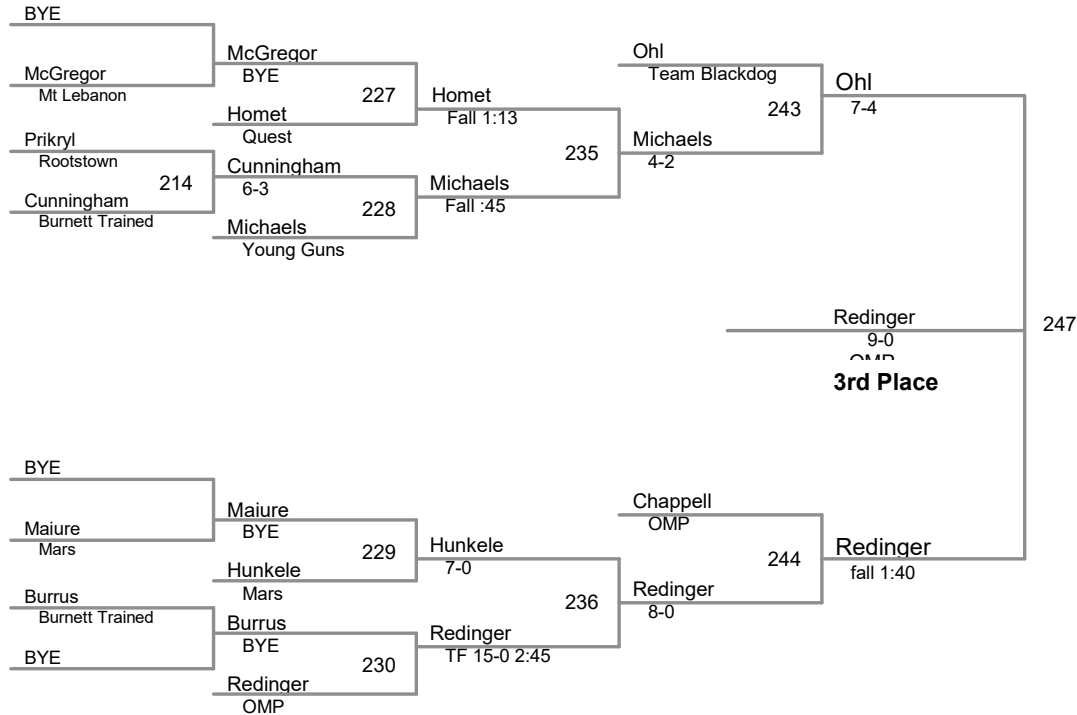 BYE
McGregor
Mt Lebanon
McGregor
BYE
227
Homet
Quest
Homet
Fall 1:13
Prikryl
Rootstown
214
Cunningham
Burnett Trained
Cunningham
6-3
228
Michaels
Young Guns
Michaels
Fall :45
235
Ohl
Team Blackdog
243
Michaels
4-2
Ohl
7-4
Redinger
9-0
OMP
3rd Place
247
BYE
Maiure
Mars
Maiure
BYE
229
Hunkele
Mars
Hunkele
7-0
Burrus
Burnett Trained
BYE
Burrus
BYE
230
Redinger
OMP
Redinger
TF 15-0 2:45
236
Chappell
OMP
244
Redinger
8-0
Redinger
fall 1:40